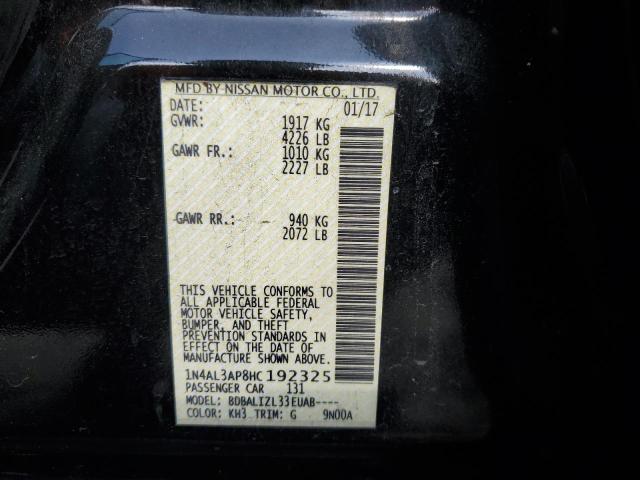 MFD BY NISSAN MOTOR CO., LTD.
DATE: 01/17
GVWR: 1917 KG
4226 LB
GAWR FR.: 1010 KG
2227 LB
GAWR RR.: 940 KG
2072 LB
THIS VEHICLE CONFORMS TO
ALL APPLICABLE FEDERAL
MOTOR VEHICLE SAFETY,
BUMPER, AND THEFT
PREVENTION STANDARDS IN
EFFECT ON THE DATE OF
MANUFACTURE SHOWN ABOVE.
1N4AL3AP8HC192325
PASSENGER CAR 131
MODEL: BDBALIZL33EUAB----
COLOR: KH3 TRIM: G 9N00A